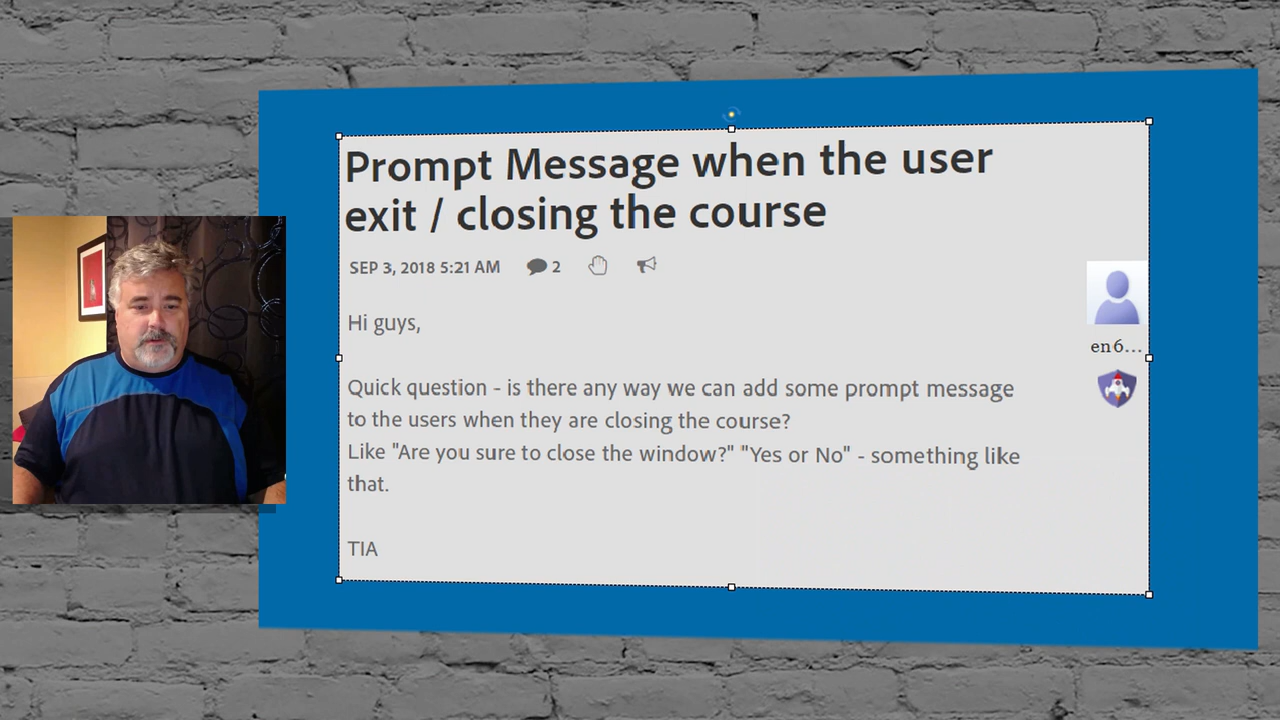 Prompt Message when the user
exit / closing the course
SEP 3, 2018 5:21 AM 2
Hi guys,
en6...
Quick question - is there any way we can add some prompt message
to the users when they are closing the course?
Like "Are you sure to close the window?" "Yes or No" - something like
that.
TIA